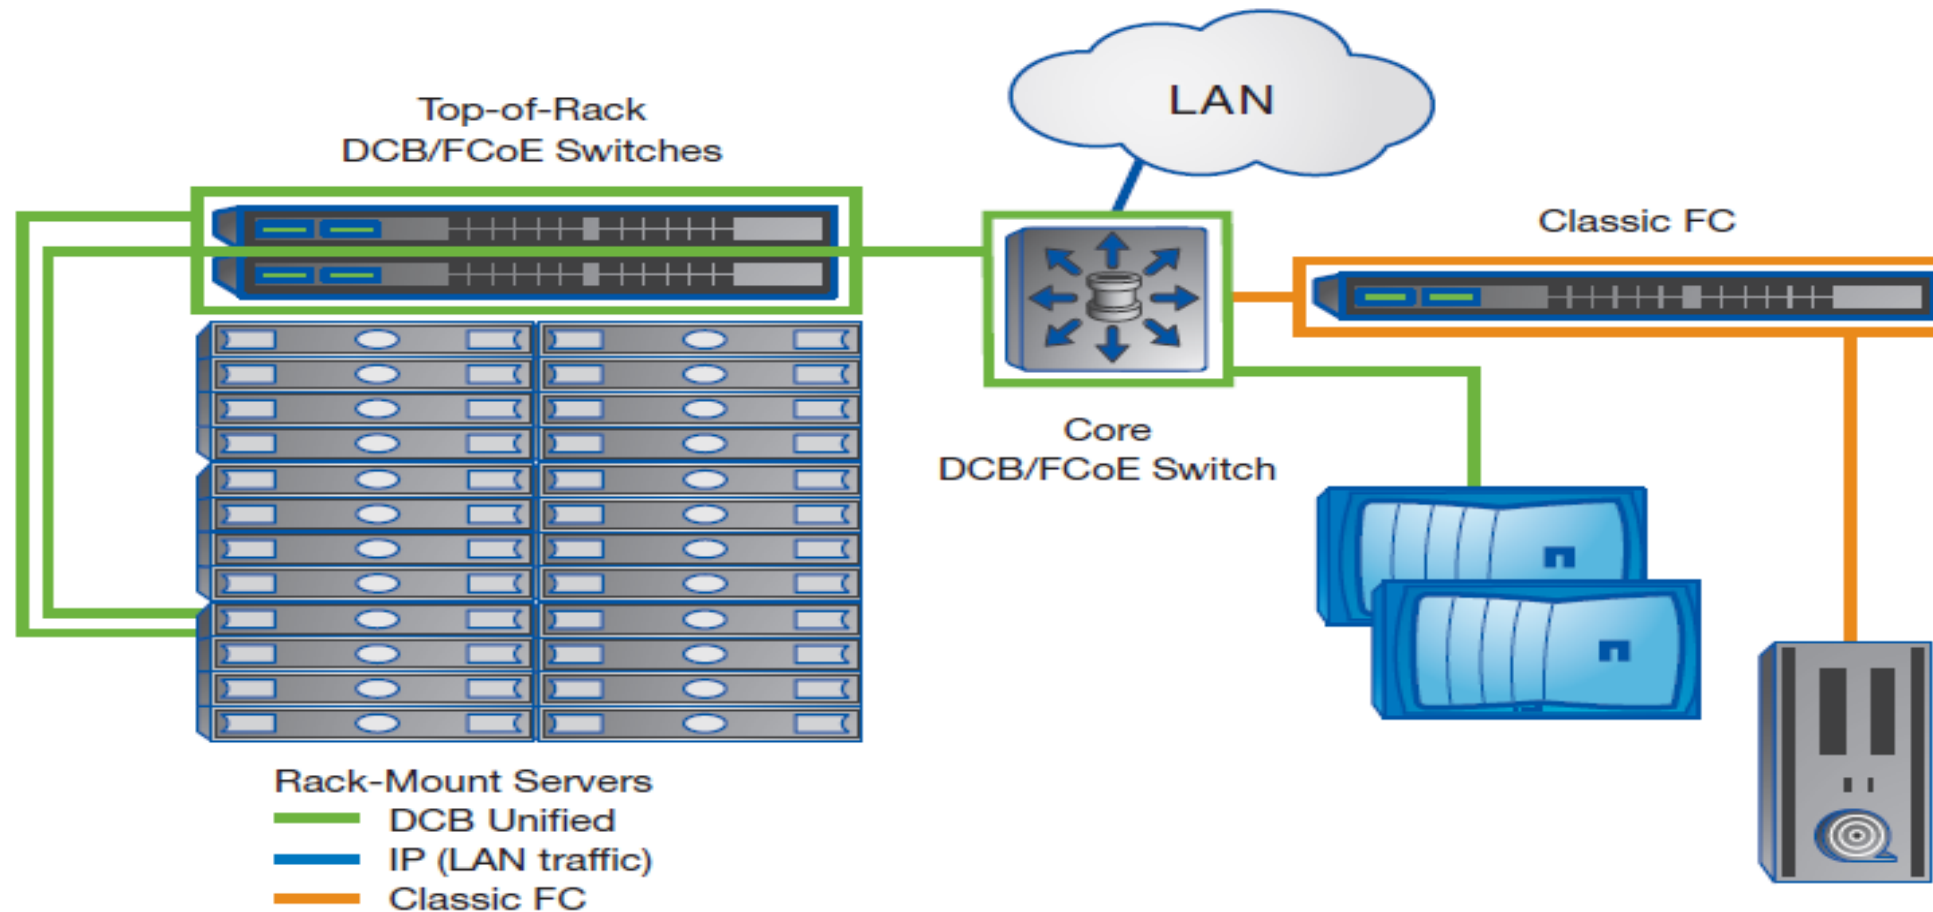 Top-of-Rack
DCB/FCoE Switches
LAN
Classic FC
Core
DCB/FCoE Switch
Rack-Mount Servers
DCB Unified
IP (LAN traffic)
Classic FC